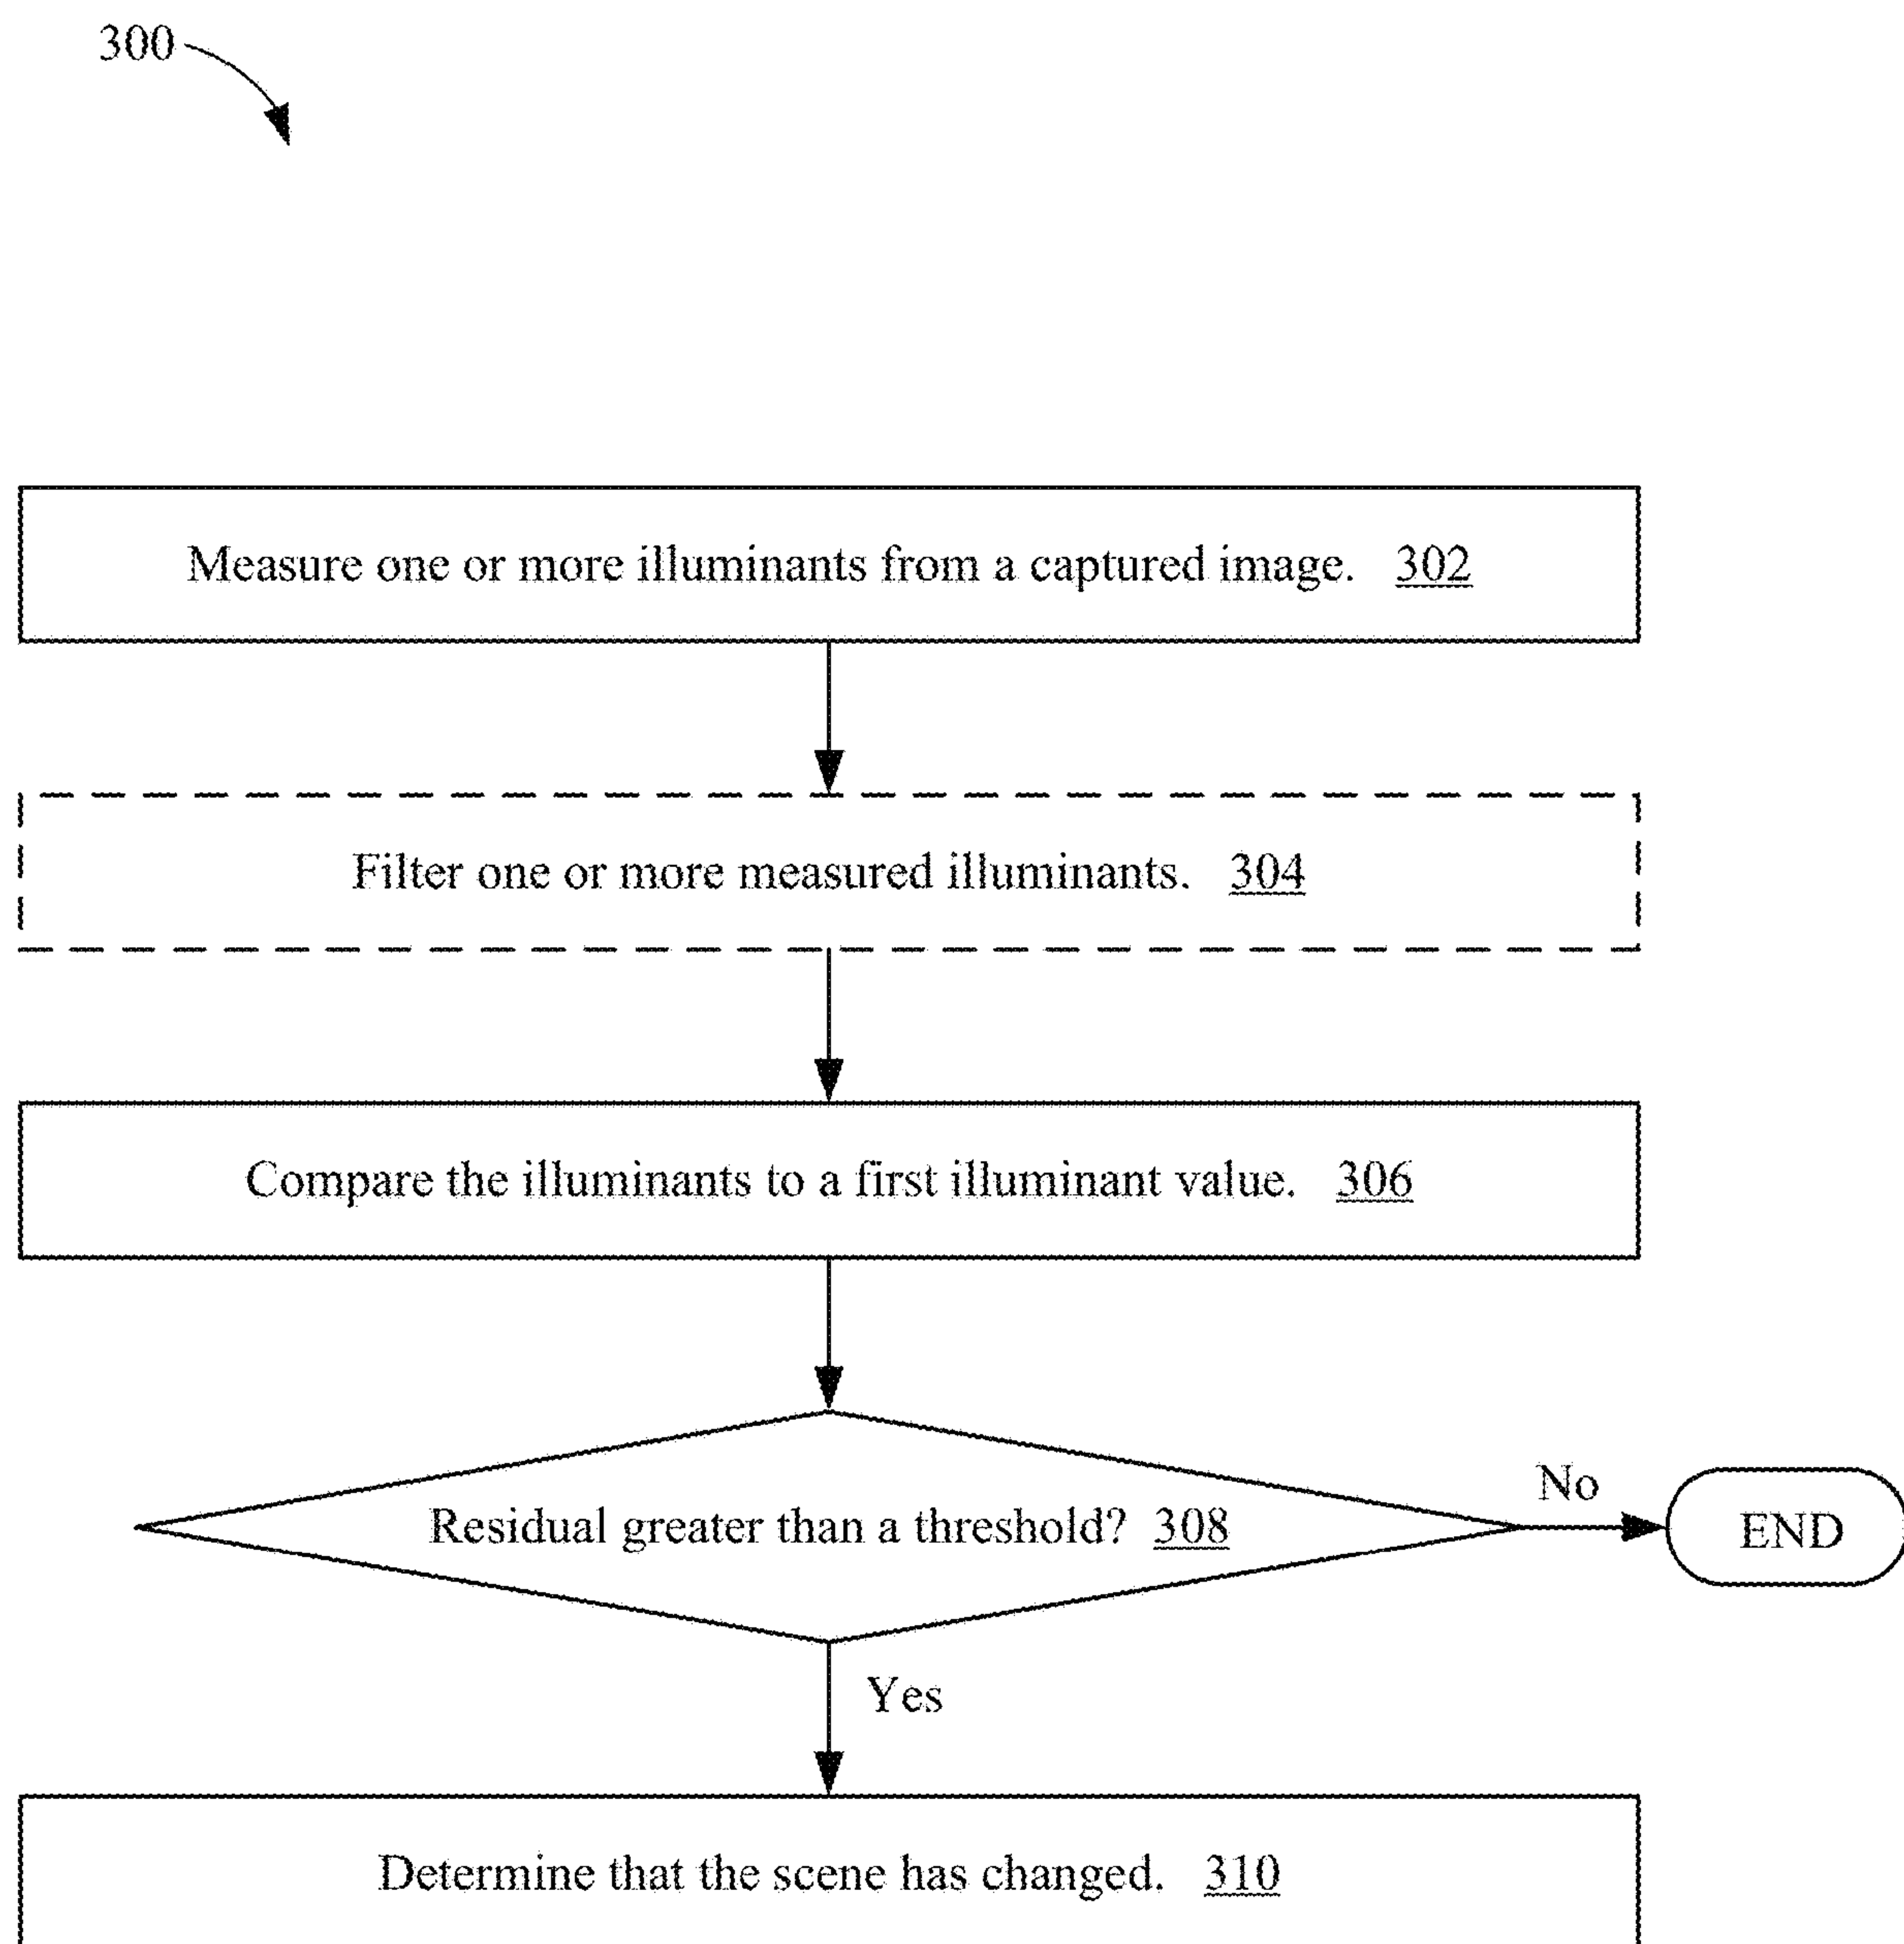 300
Measure one or more illuminants from a captured image. 302
Filter one or more measured illuminants. 304
Compare the illuminants to a first illuminant value. 306
Residual greater than a threshold? 308
No
END
Yes
Determine that the scene has changed. 310